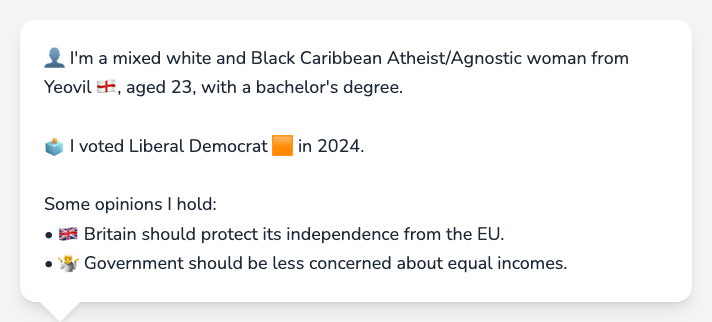 👤 I'm a mixed white and Black Caribbean Atheist/Agnostic woman from
Yeovil 🏴󠁧󠁢󠁥󠁮󠁧󠁿, aged 23, with a bachelor's degree.
🗳️ I voted Liberal Democrat 🟧 in 2024.
Some opinions I hold:
• 🇬🇧 Britain should protect its independence from the EU.
• 🤷‍♀️ Government should be less concerned about equal incomes.